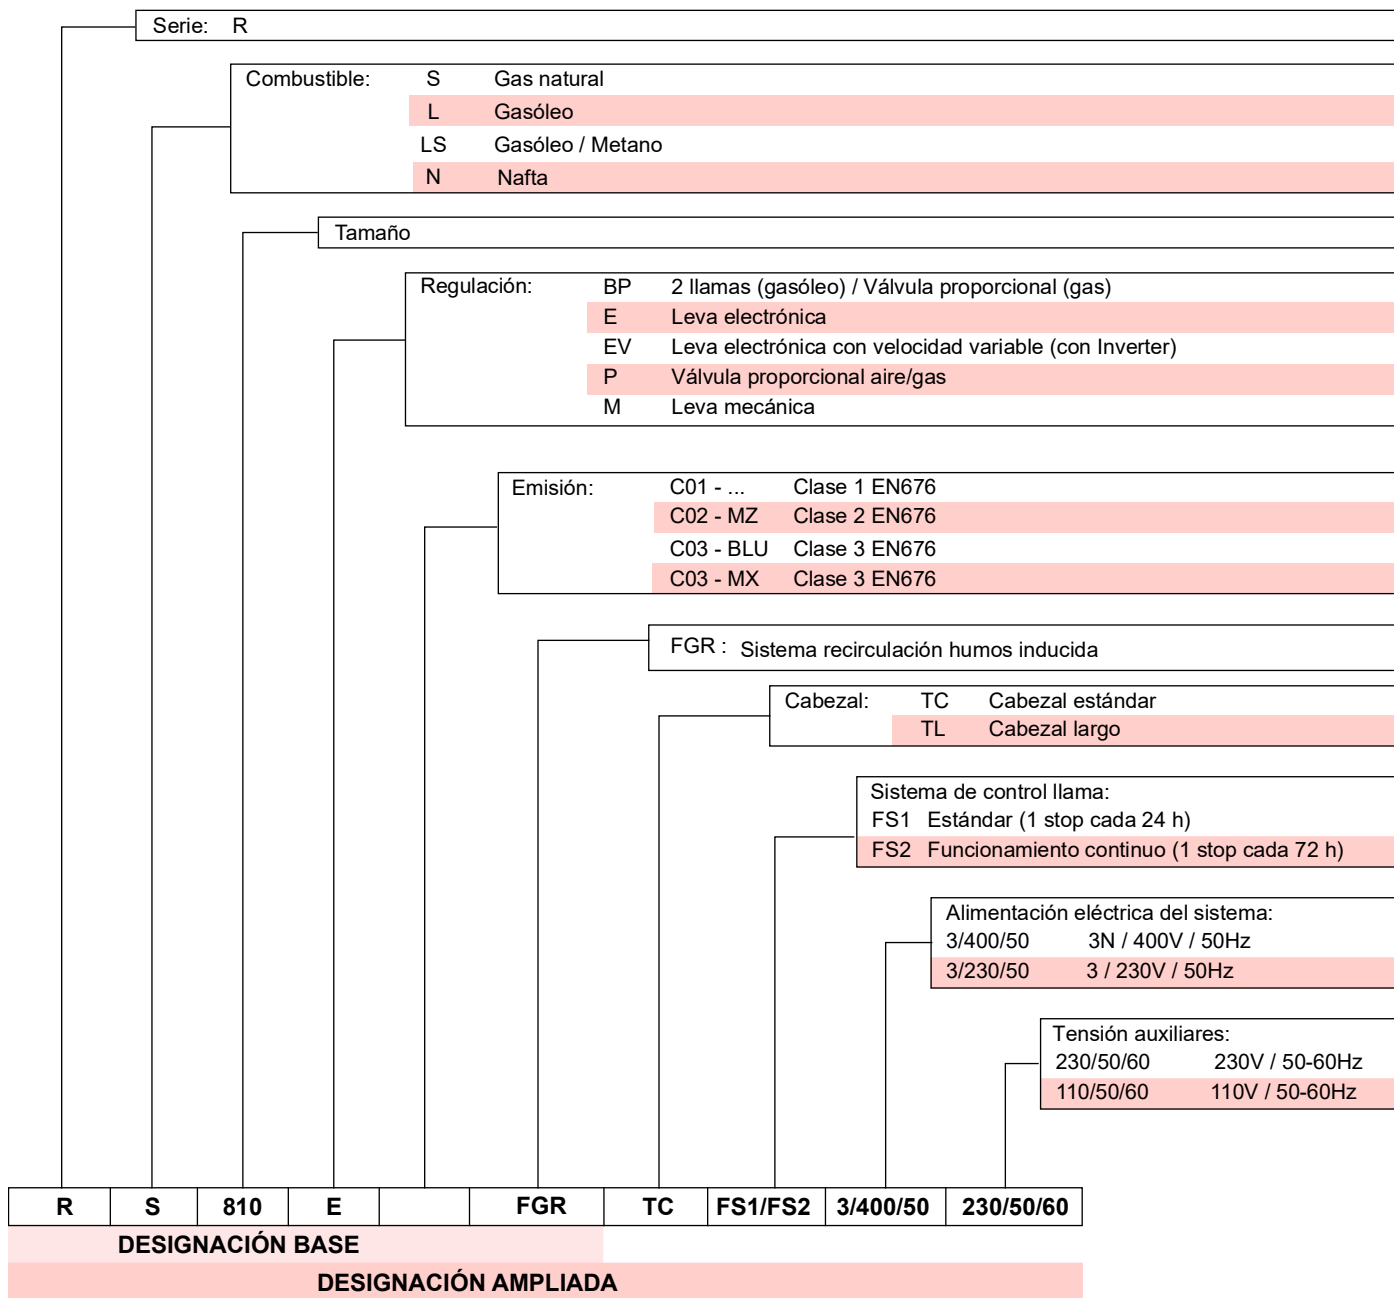 Serie: R
Combustible: S Gas natural
L Gasóleo
LS Gasóleo / Metano
N Nafta
Tamaño
Regulación: BP 2 llamas (gasóleo) / Válvula proporcional (gas)
E Leva electrónica
EV Leva electrónica con velocidad variable (con Inverter)
P Válvula proporcional aire/gas
M Leva mecánica
Emisión: C01 - ... Clase 1 EN676
C02 - MZ Clase 2 EN676
C03 - BLU Clase 3 EN676
C03 - MX Clase 3 EN676
FGR : Sistema recirculación humos inducida
Cabezal: TC Cabezal estándar
TL Cabezal largo
Sistema de control llama:
FS1 Estándar (1 stop cada 24 h)
FS2 Funcionamiento continuo (1 stop cada 72 h)
Alimentación eléctrica del sistema:
3/400/50 3N / 400V / 50Hz
3/230/50 3 / 230V / 50Hz
Tensión auxiliares:
230/50/60 230V / 50-60Hz
110/50/60 110V / 50-60Hz
R S 810 E FGR TC FS1/FS2 3/400/50 230/50/60
DESIGNACIÓN BASE
DESIGNACIÓN AMPLIADA